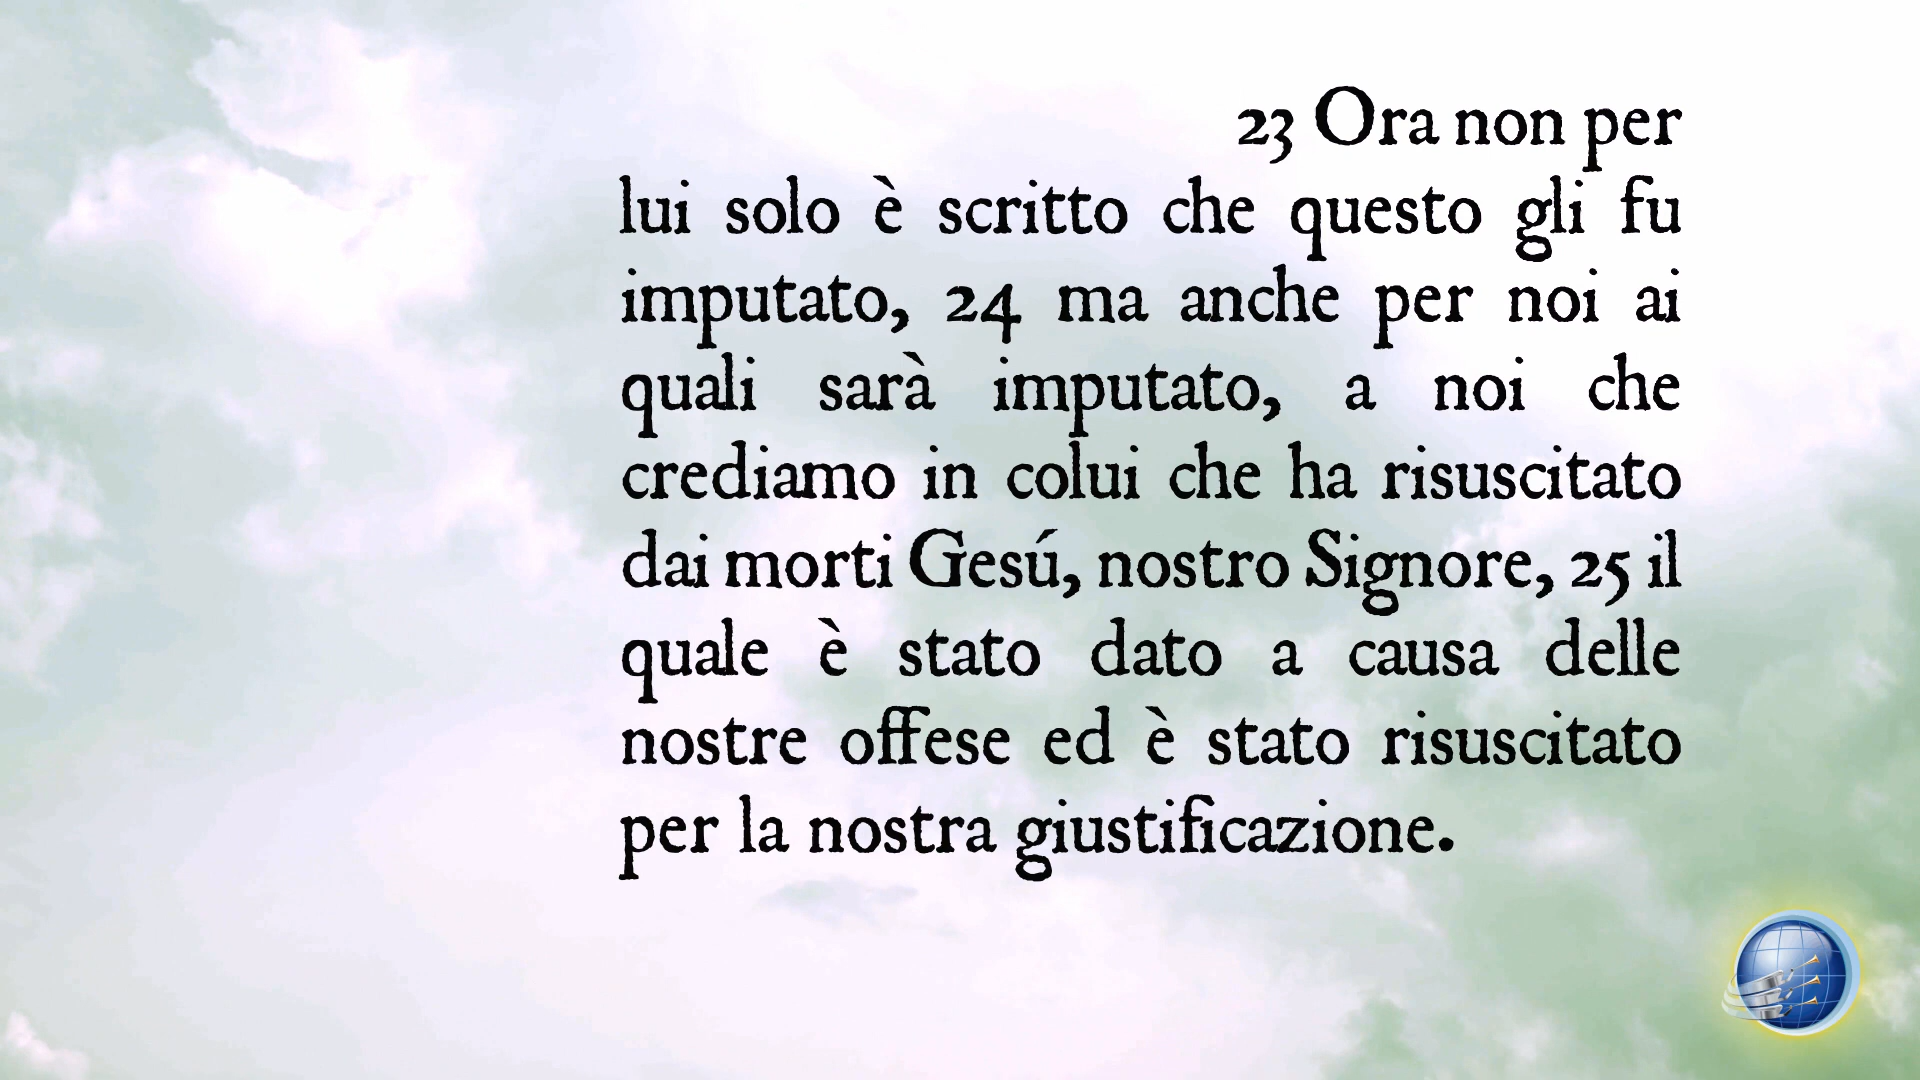 23 Ora non per
lui solo è scritto che questo gli fu
imputato, 24 ma anche per noi ai
quali sarà imputato, a noi che
crediamo in colui che ha risuscitato
dai morti Gesú, nostro Signore, 25 il
quale è stato dato a causa delle
nostre offese ed è stato risuscitato
per la nostra giustificazione.